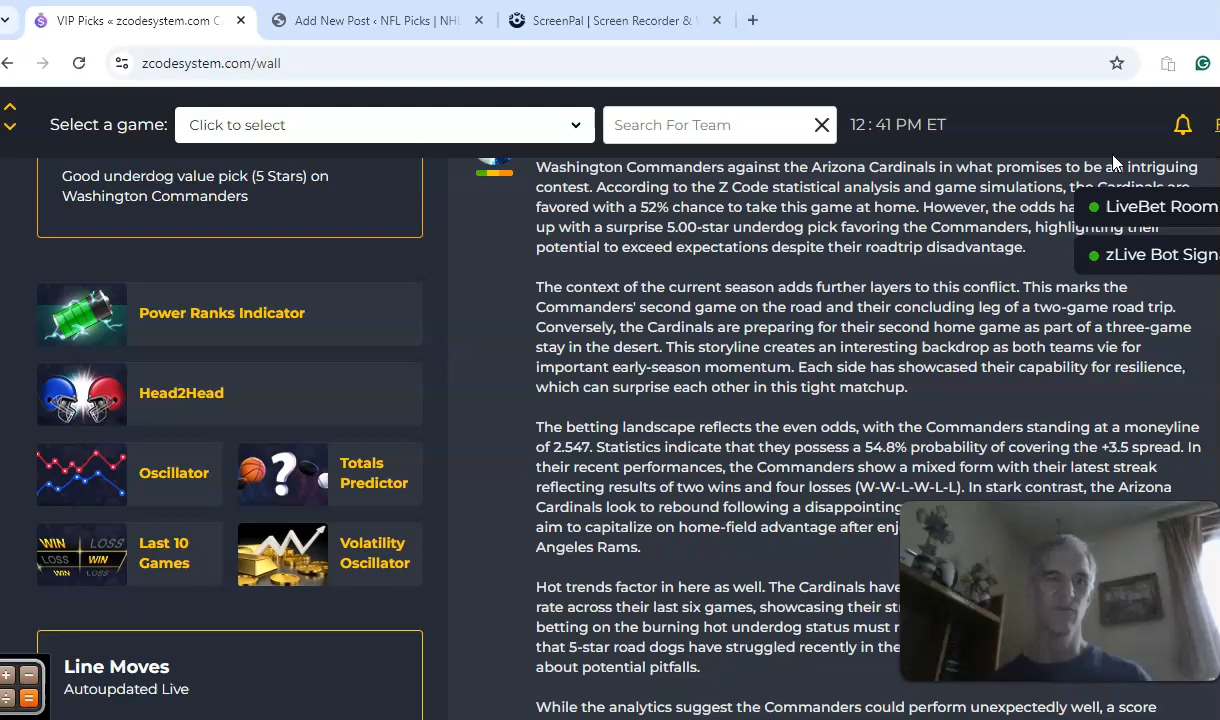 VIP Picks « zcodesystem.com C
Add New Post ‹ NFL Picks | NHL
ScreenPal | Screen Recorder &
zcodesystem.com/wall
Select a game:
Click to select
Search For Team
12 : 41 PM ET
Good underdog value pick (5 Stars) on
Washington Commanders
Power Ranks Indicator
Head2Head
Oscillator
Totals
Predictor
WIN LOSS
LOSS WIN
WIN LOSS
Last 10
Games
Volatility
Oscillator
Line Moves
Autoupdated Live
Washington Commanders against the Arizona Cardinals in what promises to be an intriguing
contest. According to the Z Code statistical analysis and game simulations, the Cardinals are
favored with a 52% chance to take this game at home. However, the odds ha
up with a surprise 5.00-star underdog pick favoring the Commanders, highlighting their
potential to exceed expectations despite their roadtrip disadvantage.
LiveBet Room
zLive Bot Signa
The context of the current season adds further layers to this conflict. This marks the
Commanders' second game on the road and their concluding leg of a two-game road trip.
Conversely, the Cardinals are preparing for their second home game as part of a three-game
stay in the desert. This storyline creates an interesting backdrop as both teams vie for
important early-season momentum. Each side has showcased their capability for resilience,
which can surprise each other in this tight matchup.
The betting landscape reflects the even odds, with the Commanders standing at a moneyline
of 2.547. Statistics indicate that they possess a 54.8% probability of covering the +3.5 spread. In
their recent performances, the Commanders show a mixed form with their latest streak
reflecting results of two wins and four losses (W-W-L-W-L-L). In stark contrast, the Arizona
Cardinals look to rebound following a disappointing
aim to capitalize on home-field advantage after enj
Angeles Rams.
Hot trends factor in here as well. The Cardinals have
rate across their last six games, showcasing their st
betting on the burning hot underdog status must r
that 5-star road dogs have struggled recently in the
about potential pitfalls.
While the analytics suggest the Commanders could perform unexpectedly well, a score